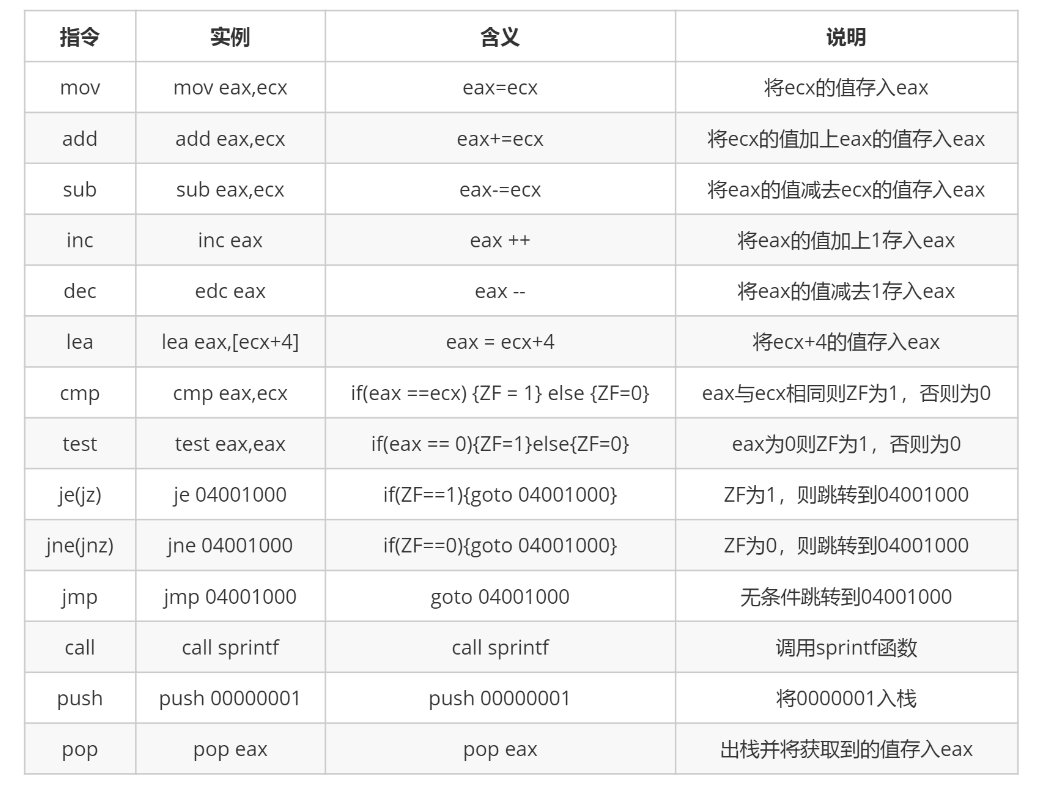 指令 实例 含义 说明
mov mov eax,ecx eax=ecx 将ecx的值存入eax
add add eax,ecx eax+=ecx 将ecx的值加上eax的值存入eax
sub sub eax,ecx eax-=ecx 将eax的值减去ecx的值存入eax
inc inc eax eax ++ 将eax的值加上1存入eax
dec edc eax eax -- 将eax的值减去1存入eax
lea lea eax,[ecx+4] eax = ecx+4 将ecx+4的值存入eax
cmp cmp eax,ecx if(eax ==ecx) {ZF = 1} else {ZF=0} eax与ecx相同则ZF为1，否则为0
test test eax,eax if(eax == 0){ZF=1}else{ZF=0} eax为0则ZF为1，否则为0
je(jz) je 04001000 if(ZF==1){goto 04001000} ZF为1，则跳转到04001000
jne(jnz) jne 04001000 if(ZF==0){goto 04001000} ZF为0，则跳转到04001000
jmp jmp 04001000 goto 04001000 无条件跳转到04001000
call call sprintf call sprintf 调用sprintf函数
push push 00000001 push 00000001 将0000001入栈
pop pop eax pop eax 出栈并将获取到的值存入eax